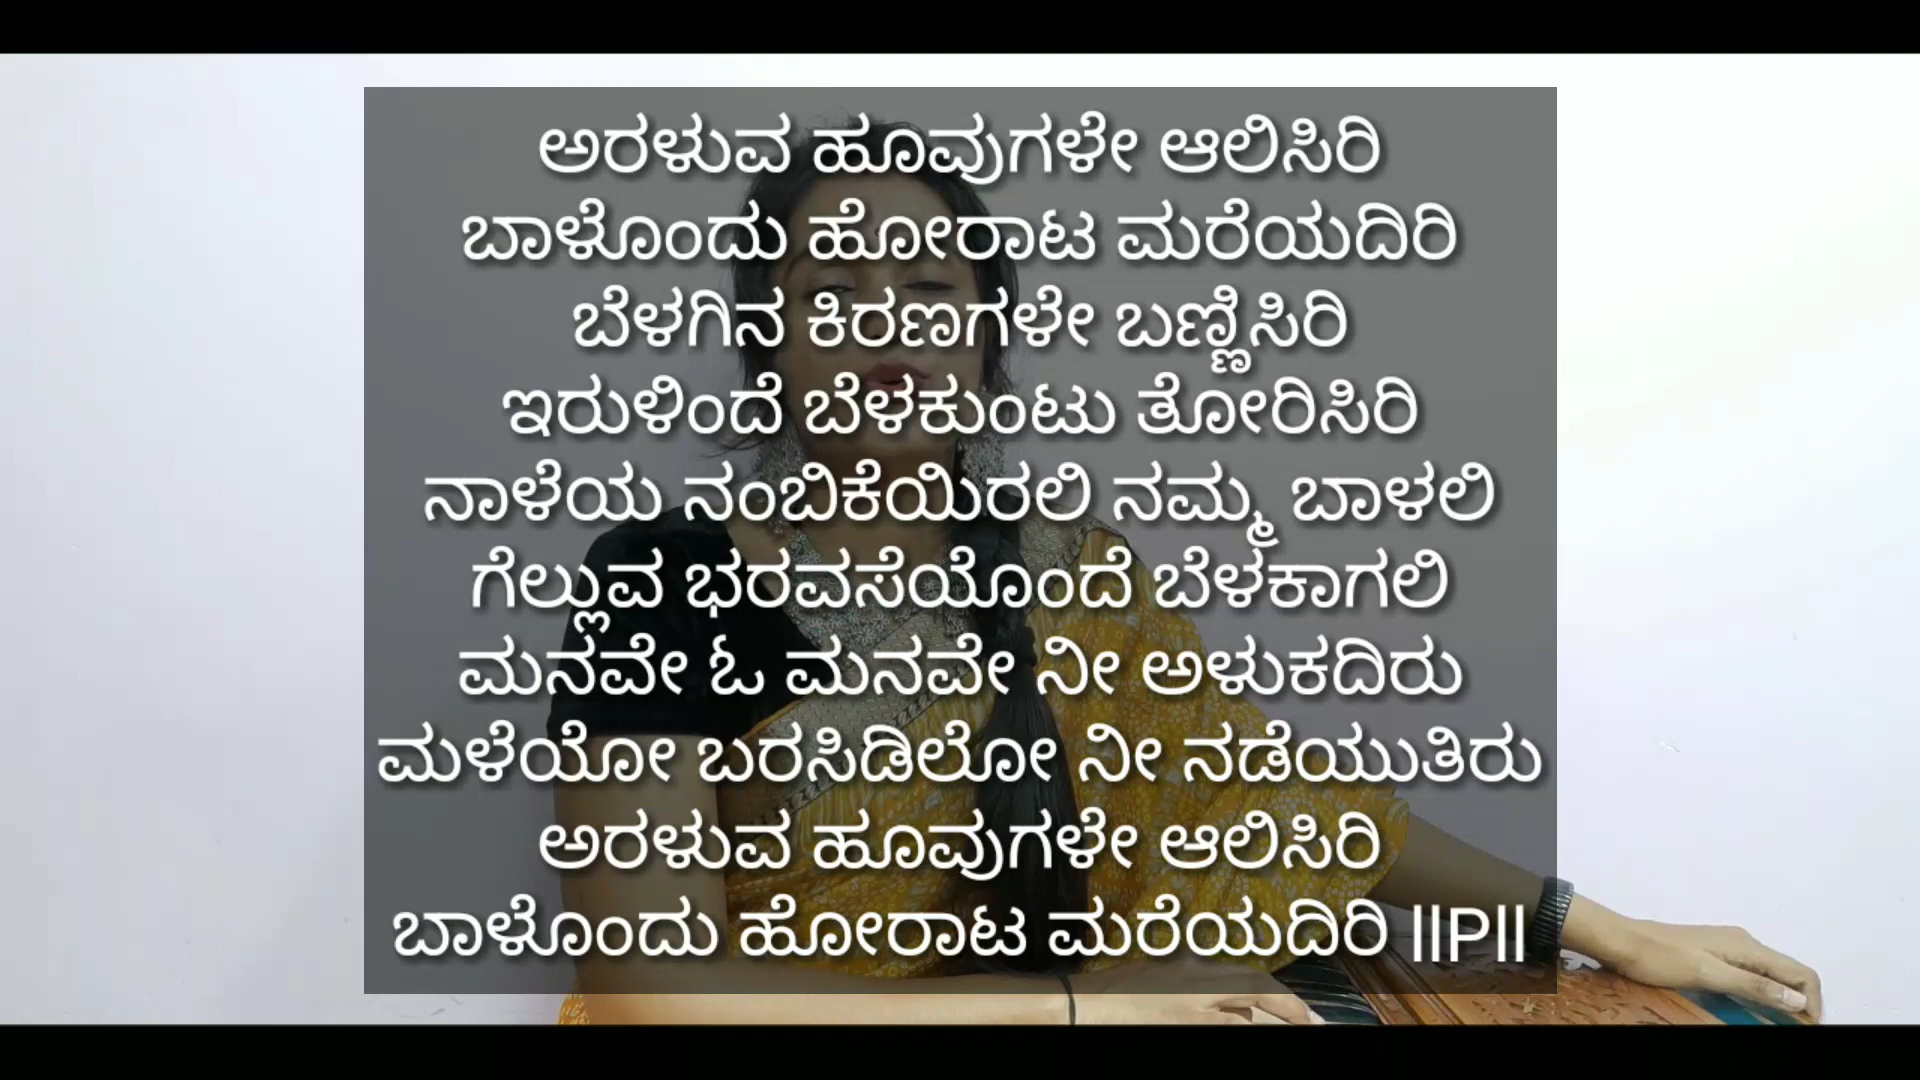 ಅರಳುವ ಹೂವುಗಳೇ ಆಲಿಸಿರಿ
ಬಾಳೊಂದು ಹೋರಾಟ ಮರೆಯದಿರಿ
ಬೆಳಗಿನ ಕಿರಣಗಳೇ ಬಣ್ಣಿಸಿರಿ
ಇರುಳಿಂದೆ ಬೆಳಕುಂಟು ತೋರಿಸಿರಿ
ನಾಳೆಯ ನಂಬಿಕೆಯಿರಲಿ ನಮ್ಮ ಬಾಳಲಿ
ಗೆಲ್ಲುವ ಭರವಸೆಯೊಂದೆ ಬೆಳಕಾಗಲಿ
ಮನವೇ ಓ ಮನವೇ ನೀ ಅಳುಕದಿರು
ಮಳೆಯೋ ಬರಸಿಡಿಲೋ ನೀ ನಡೆಯುತಿರು
ಅರಳುವ ಹೂವುಗಳೇ ಆಲಿಸಿರಿ
ಬಾಳೊಂದು ಹೋರಾಟ ಮರೆಯದಿರಿ llPll